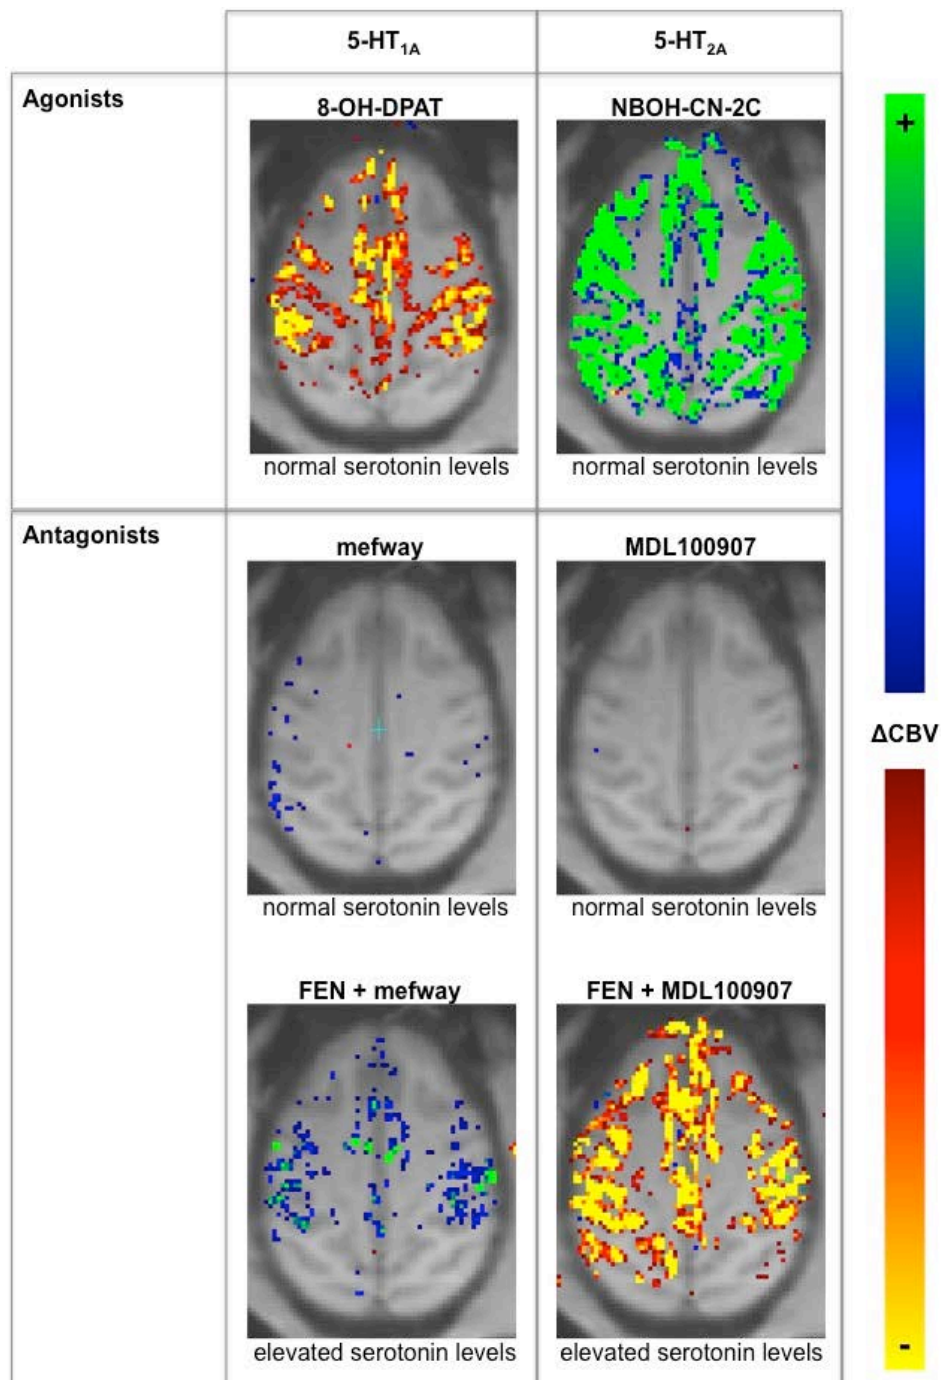 5-HT1A 5-HT2A
Agonists
8-OH-DPAT NBOH-CN-2C
+
normal serotonin levels normal serotonin levels
Antagonists
mefway MDL100907
ΔCBV
normal serotonin levels normal serotonin levels
FEN + mefway FEN + MDL100907
-
elevated serotonin levels elevated serotonin levels